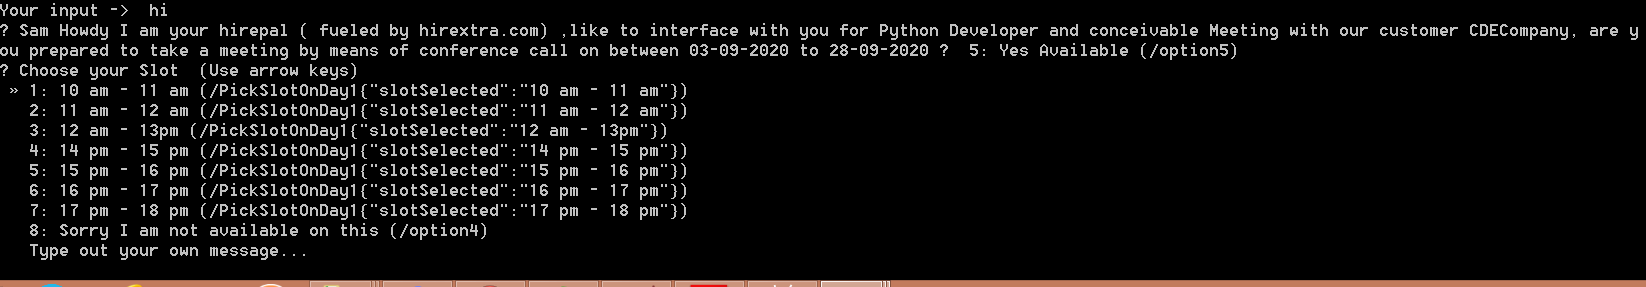 Your input ->  hi
? Sam Howdy I am your hirepal ( fueled by hirextra.com) ,like to interface with you for Python Developer and conceivable Meeting with our customer CDECompany, are y
ou prepared to take a meeting by means of conference call on between 03-09-2020 to 28-09-2020 ?  5: Yes Available (/option5)
? Choose your Slot  (Use arrow keys)
» 1: 10 am - 11 am (/PickSlotOnDay1{"slotSelected":"10 am - 11 am"})
2: 11 am - 12 am (/PickSlotOnDay1{"slotSelected":"11 am - 12 am"})
3: 12 am - 13pm (/PickSlotOnDay1{"slotSelected":"12 am - 13pm"})
4: 14 pm - 15 pm (/PickSlotOnDay1{"slotSelected":"14 pm - 15 pm"})
5: 15 pm - 16 pm (/PickSlotOnDay1{"slotSelected":"15 pm - 16 pm"})
6: 16 pm - 17 pm (/PickSlotOnDay1{"slotSelected":"16 pm - 17 pm"})
7: 17 pm - 18 pm (/PickSlotOnDay1{"slotSelected":"17 pm - 18 pm"})
8: Sorry I am not available on this (/option4)
Type out your own message...